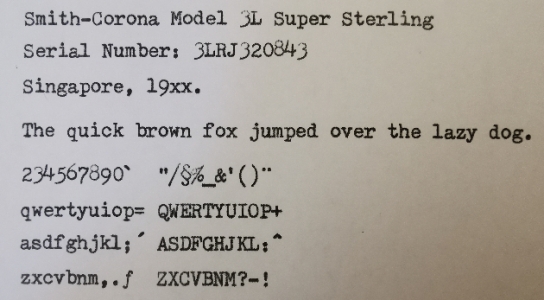 Smith-Corona Model 3L Super Sterling
Serial Number: 3LRJ320843
Singapore, 19xx.
The quick brown fox jumped over the lazy dog.
234567890` "/§%_&'()¨
qwertyuiop= QWERTYUIOP+
asdfghjkl;´ ASDFGHJKL:^
zxcvbnm,.ƒ ZXCVBNM?-!